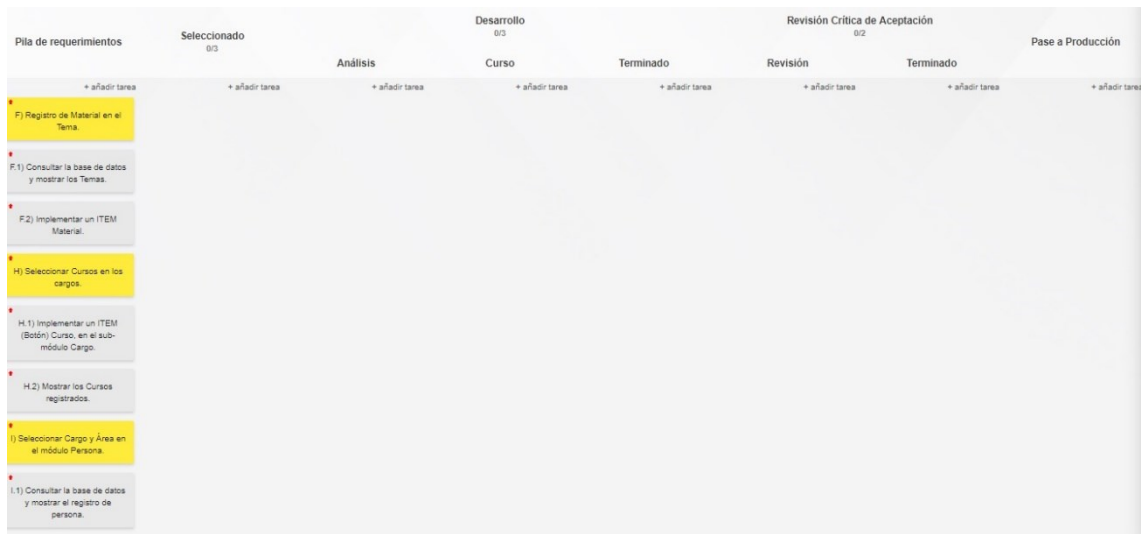 Pila de requerimientos
Seleccionado
0/3
Desarrollo
0/3
Análisis
Curso
Terminado
Revisión Crítica de Aceptación
0/2
Revisión
Terminado
Pase a Producción
+ añadir tarea
+ añadir tarea
+ añadir tarea
+ añadir tarea
+ añadir tarea
+ añadir tarea
+ añadir tarea
+ añadir tarea
F) Registro de Material en el
Tema.
F.1) Consultar la base de datos
y mostrar los Temas.
F.2) Implementar un ITEM
Material.
H) Seleccionar Cursos en los
cargos.
H.1) Implementar un ITEM
(Botón) Curso, en el sub-
módulo Cargo.
H.2) Mostrar los Cursos
registrados.
I) Seleccionar Cargo y Área en
el módulo Persona.
I.1) Consultar la base de datos
y mostrar el registro de
persona.